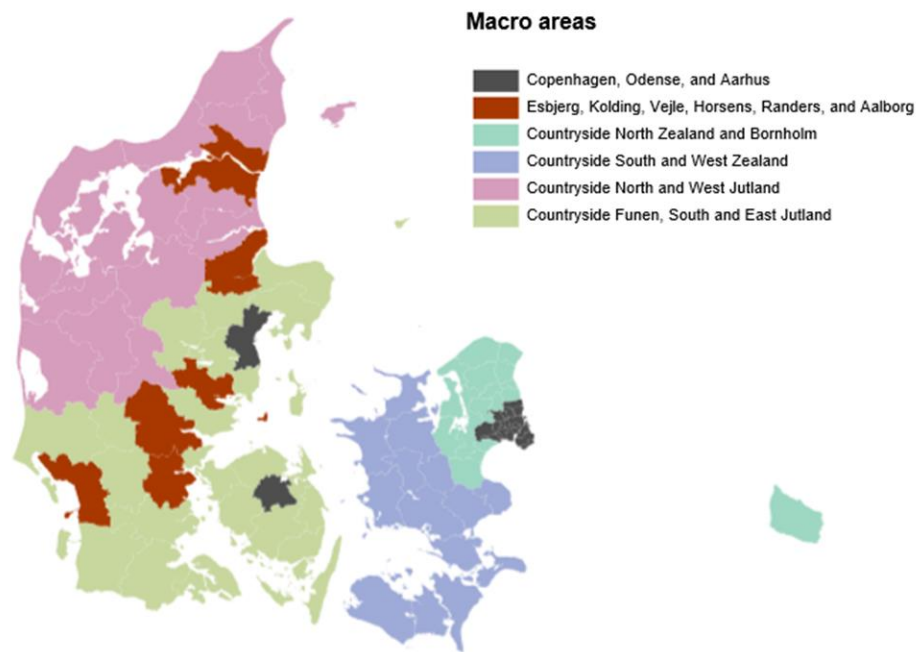 Macro areas
Copenhagen, Odense, and Aarhus
Esbjerg, Kolding, Vejle, Horsens, Randers, and Aalborg
Countryside North Zealand and Bornholm
Countryside South and West Zealand
Countryside North and West Jutland
Countryside Funen, South and East Jutland